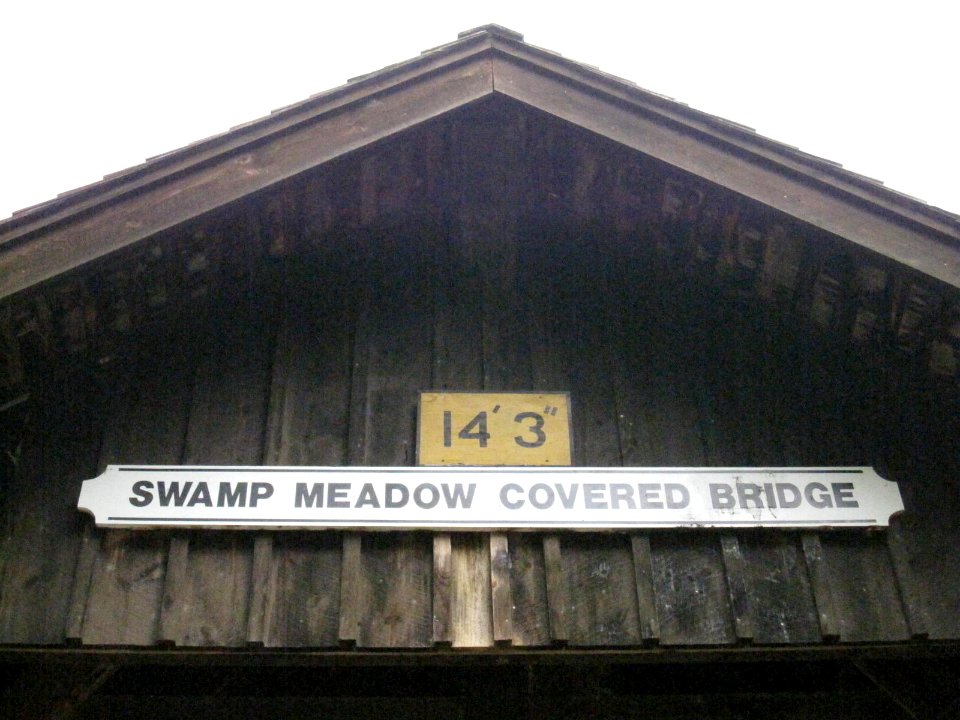 14' 3"
SWAMP MEADOW COVERED BRIDGE